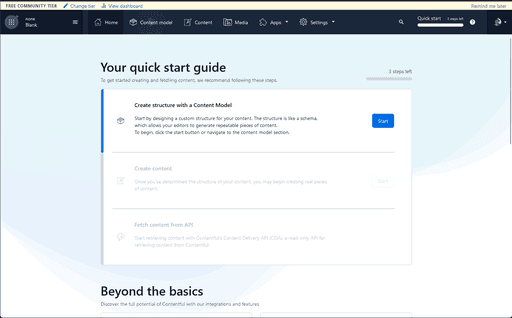 FREE COMMUNITY TIER Change tier View dashboard Remind me later
none
Blank
Home Content model Content Media Apps Settings
Quick start 3 steps left
Your quick start guide
3 steps left
To get started creating and fetching content, we recommend following these steps.
Create structure with a Content Model
Start by designing a custom structure for your content. The structure is like a schema,
which allows your editors to generate repeatable pieces of content.
To begin, click the start button or navigate to the content model section.
Start
Create content
Once you've determined the structure of your content, you may begin creating real pieces
of content.
Start
Fetch content from API
Start retrieving content with Contentful's Content Delivery API (CDA), a read-only API for
retrieving content from Contentful.
Beyond the basics
Discover the full potential of Contentful with our integrations and features